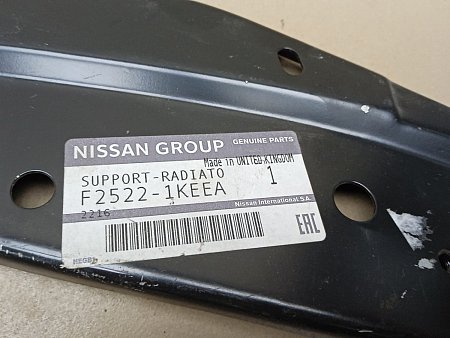 NISSAN GROUP GENUINE PARTS
Made in UNITED KINGDOM
SUPPORT-RADIATO
F2522-1KEEA 1
2216
Nissan International S.A.
EAC